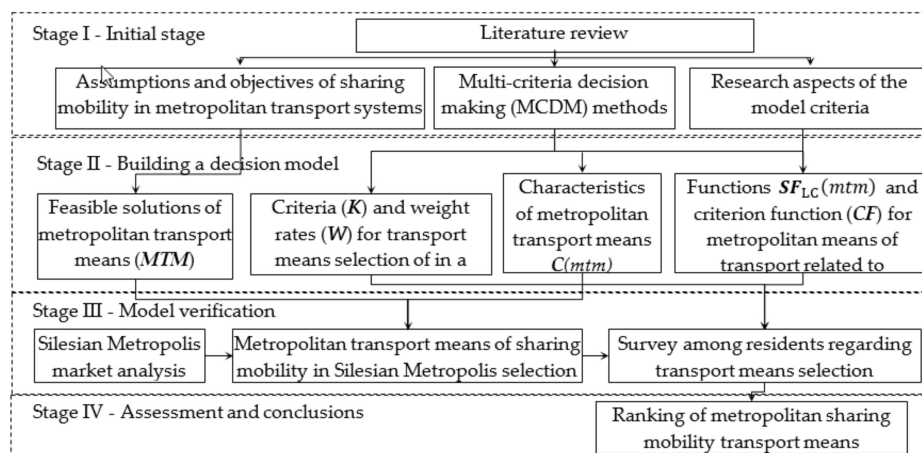 Stage I - Initial stage
Literature review
Assumptions and objectives of sharing
mobility in metropolitan transport systems
Multi-criteria decision
making (MCDM) methods
Research aspects of the
model criteria
Stage II - Building a decision model
Feasible solutions of
metropolitan transport
means (MTM)
Criteria (K) and weight
rates (W) for transport
means selection of in a
Characteristics
of metropolitan
transport means
C(mtm)
Functions SF_LC(mtm) and
criterion function (CF) for
metropolitan means of
transport related to
Stage III - Model verification
Silesian Metropolis
market analysis
Metropolitan transport means of sharing
mobility in Silesian Metropolis selection
Survey among residents regarding
transport means selection
Stage IV - Assessment and conclusions
Ranking of metropolitan sharing
mobility transport means